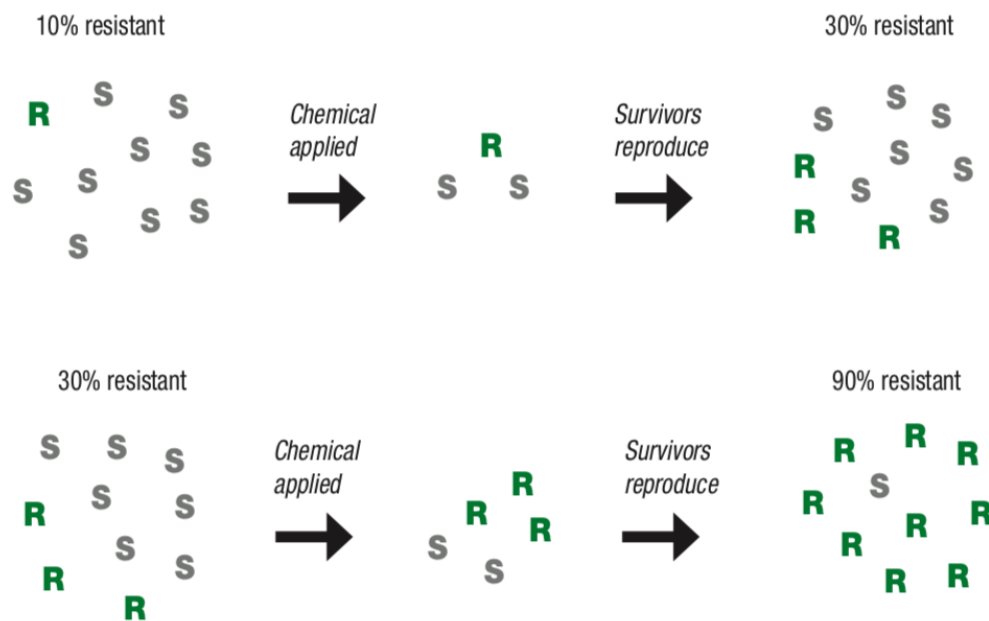 10% resistant
R S S
S S
S S
S S
S
Chemical
applied
R
S S
Survivors
reproduce
30% resistant
S S S
R S S
S
R S
R
30% resistant
S S S
R S S
S
R S
R
Chemical
applied
R
R R
S
S
Survivors
reproduce
90% resistant
R R R
R S R
R R
R R